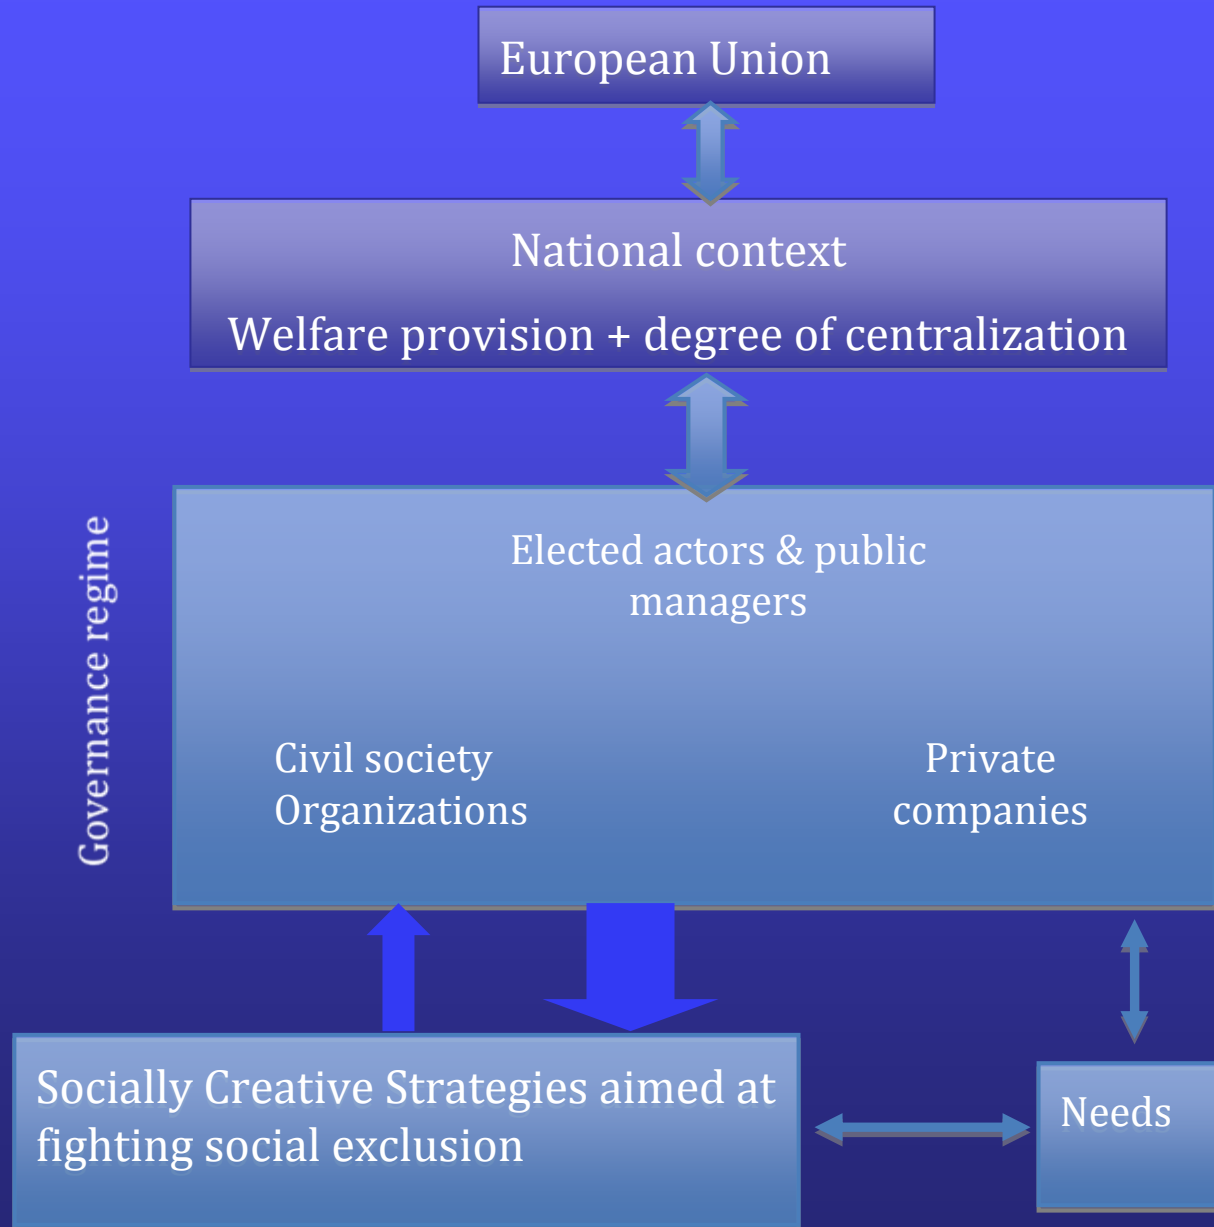 European Union
National context
Welfare provision + degree of centralization
Governance regime
Elected actors & public
managers
Civil society
Organizations
Private
companies
Socially Creative Strategies aimed at
fighting social exclusion
Needs